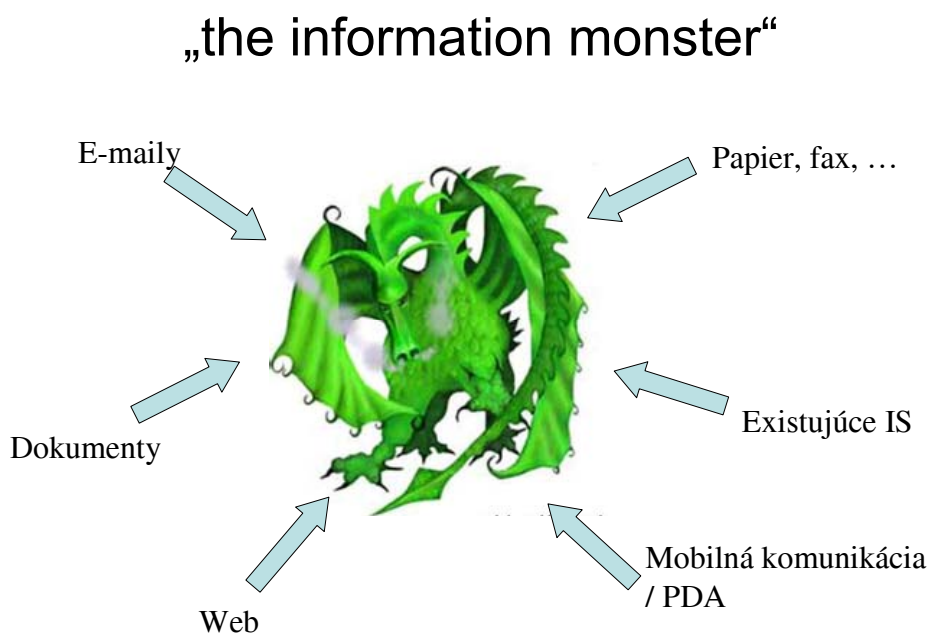 „the information monster“
E-maily
Papier, fax, …
Dokumenty
Existujúce IS
Web
Mobilná komunikácia
/ PDA